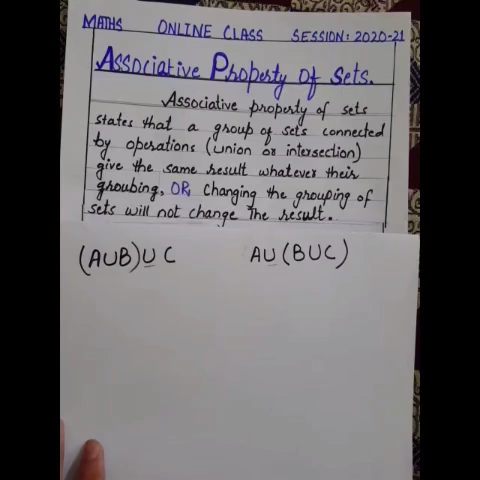 MATHS ONLINE CLASS SESSION: 2020-21
Associative Property Of Sets.
Associative property of sets
states that a group of sets connected
by operations (union or intersection)
give the same result whatever their
groubing, OR, Changing the grouping of
sets will not change the result.
(AUB)U C AU(BUC)